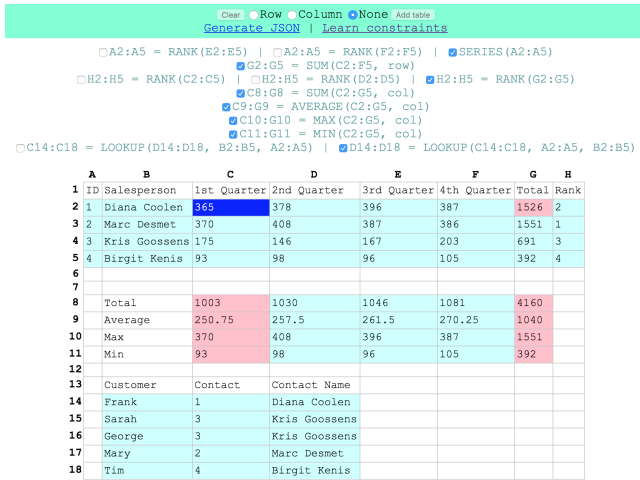 Clear Row Column None Add table
Generate JSON | Learn constraints
A2:A5 = RANK(E2:E5) | A2:A5 = RANK(F2:F5) | SERIES(A2:A5)
G2:G5 = SUM(C2:F5, row)
H2:H5 = RANK(C2:C5) | H2:H5 = RANK(D2:D5) | H2:H5 = RANK(G2:G5)
C8:G8 = SUM(C2:G5, col)
C9:G9 = AVERAGE(C2:G5, col)
C10:G10 = MAX(C2:G5, col)
C11:G11 = MIN(C2:G5, col)
C14:C18 = LOOKUP(D14:D18, B2:B5, A2:A5) | D14:D18 = LOOKUP(C14:C18, A2:A5, B2:B5)
A B C D E F G H
1 ID Salesperson 1st Quarter 2nd Quarter 3rd Quarter 4th Quarter Total Rank
2 1 Diana Coolen 365 378 396 387 1526 2
3 2 Marc Desmet 370 408 387 386 1551 1
4 3 Kris Goossens 175 146 167 203 691 3
5 4 Birgit Kenis 93 98 96 105 392 4
6
7
8 Total 1003 1030 1046 1081 4160
9 Average 250.75 257.5 261.5 270.25 1040
10 Max 370 408 396 387 1551
11 Min 93 98 96 105 392
12
13 Customer Contact Contact Name
14 Frank 1 Diana Coolen
15 Sarah 3 Kris Goossens
16 George 3 Kris Goossens
17 Mary 2 Marc Desmet
18 Tim 4 Birgit Kenis